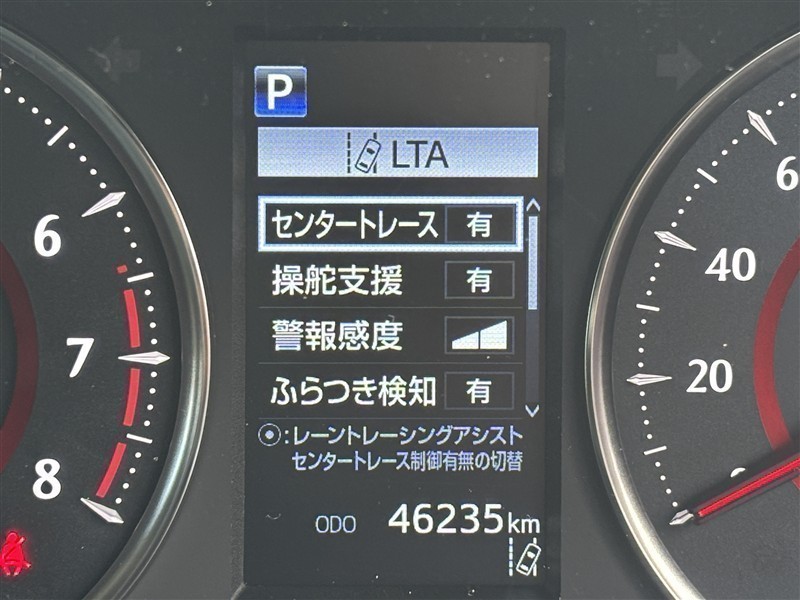 P
LTA
センタートレース 有
操舵支援 有
警報感度
ふらつき検知 有
:レーントレーシングアシスト
センタートレース制御有無の切替
ODO 46235km
6
7
8
6
40
20